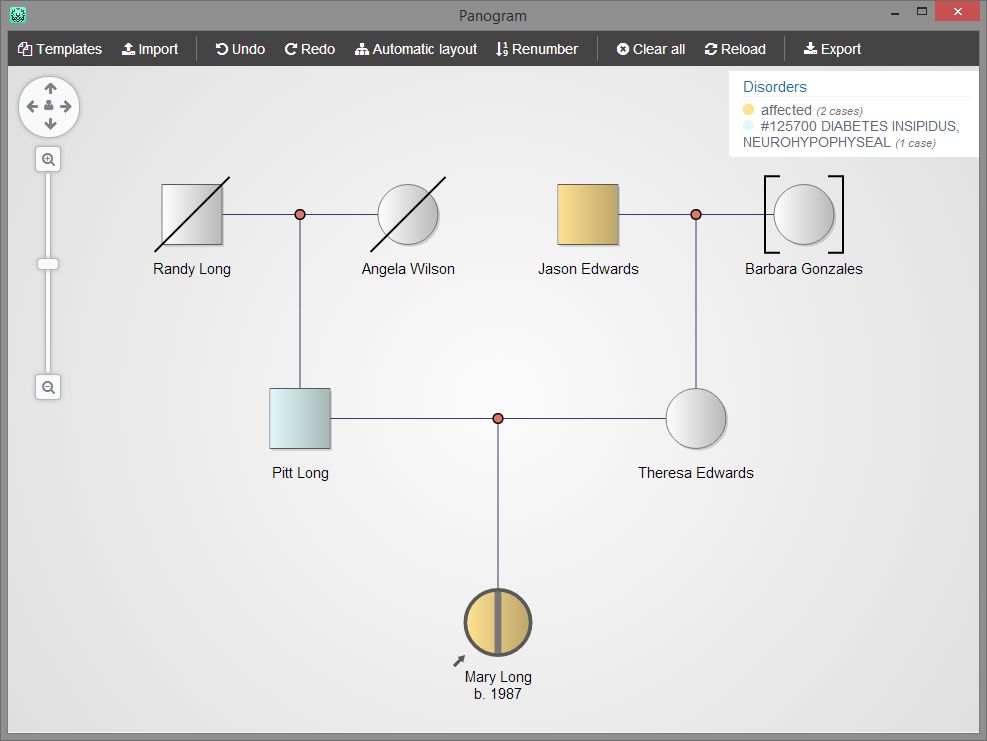 Panogram
Templates Import Undo Redo Automatic layout Renumber Clear all Reload Export
Disorders
affected (2 cases)
#125700 DIABETES INSIPIDUS,
NEUROHYPOPHYSEAL (1 case)
Randy Long Angela Wilson Jason Edwards Barbara Gonzales
Pitt Long Theresa Edwards
Mary Long
b. 1987